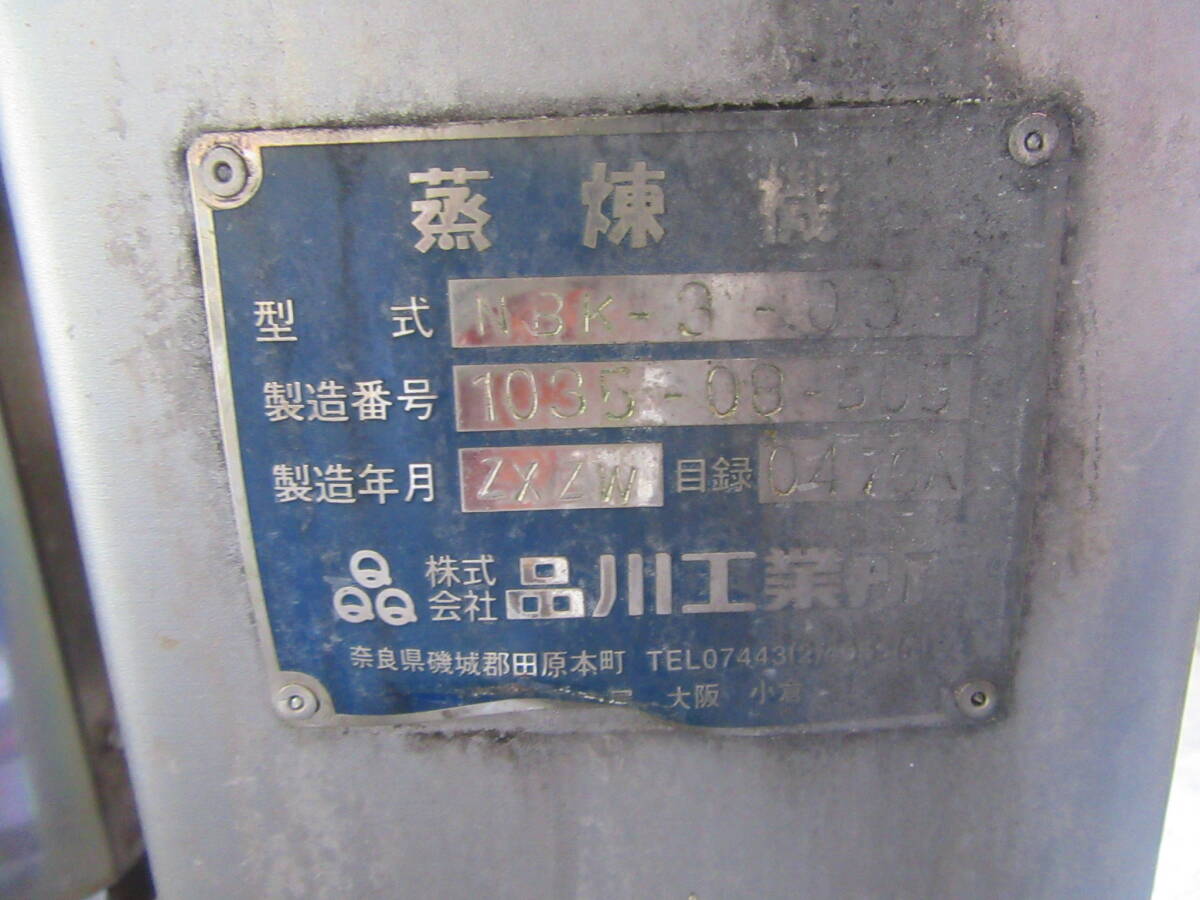 蒸煉機
型式 NBK-3-03
製造番号 1035-08-
製造年月 ZXZW 目録
株式会社 品川工業所
奈良県磯城郡田原本町 TEL07443(2)
大阪 小倉